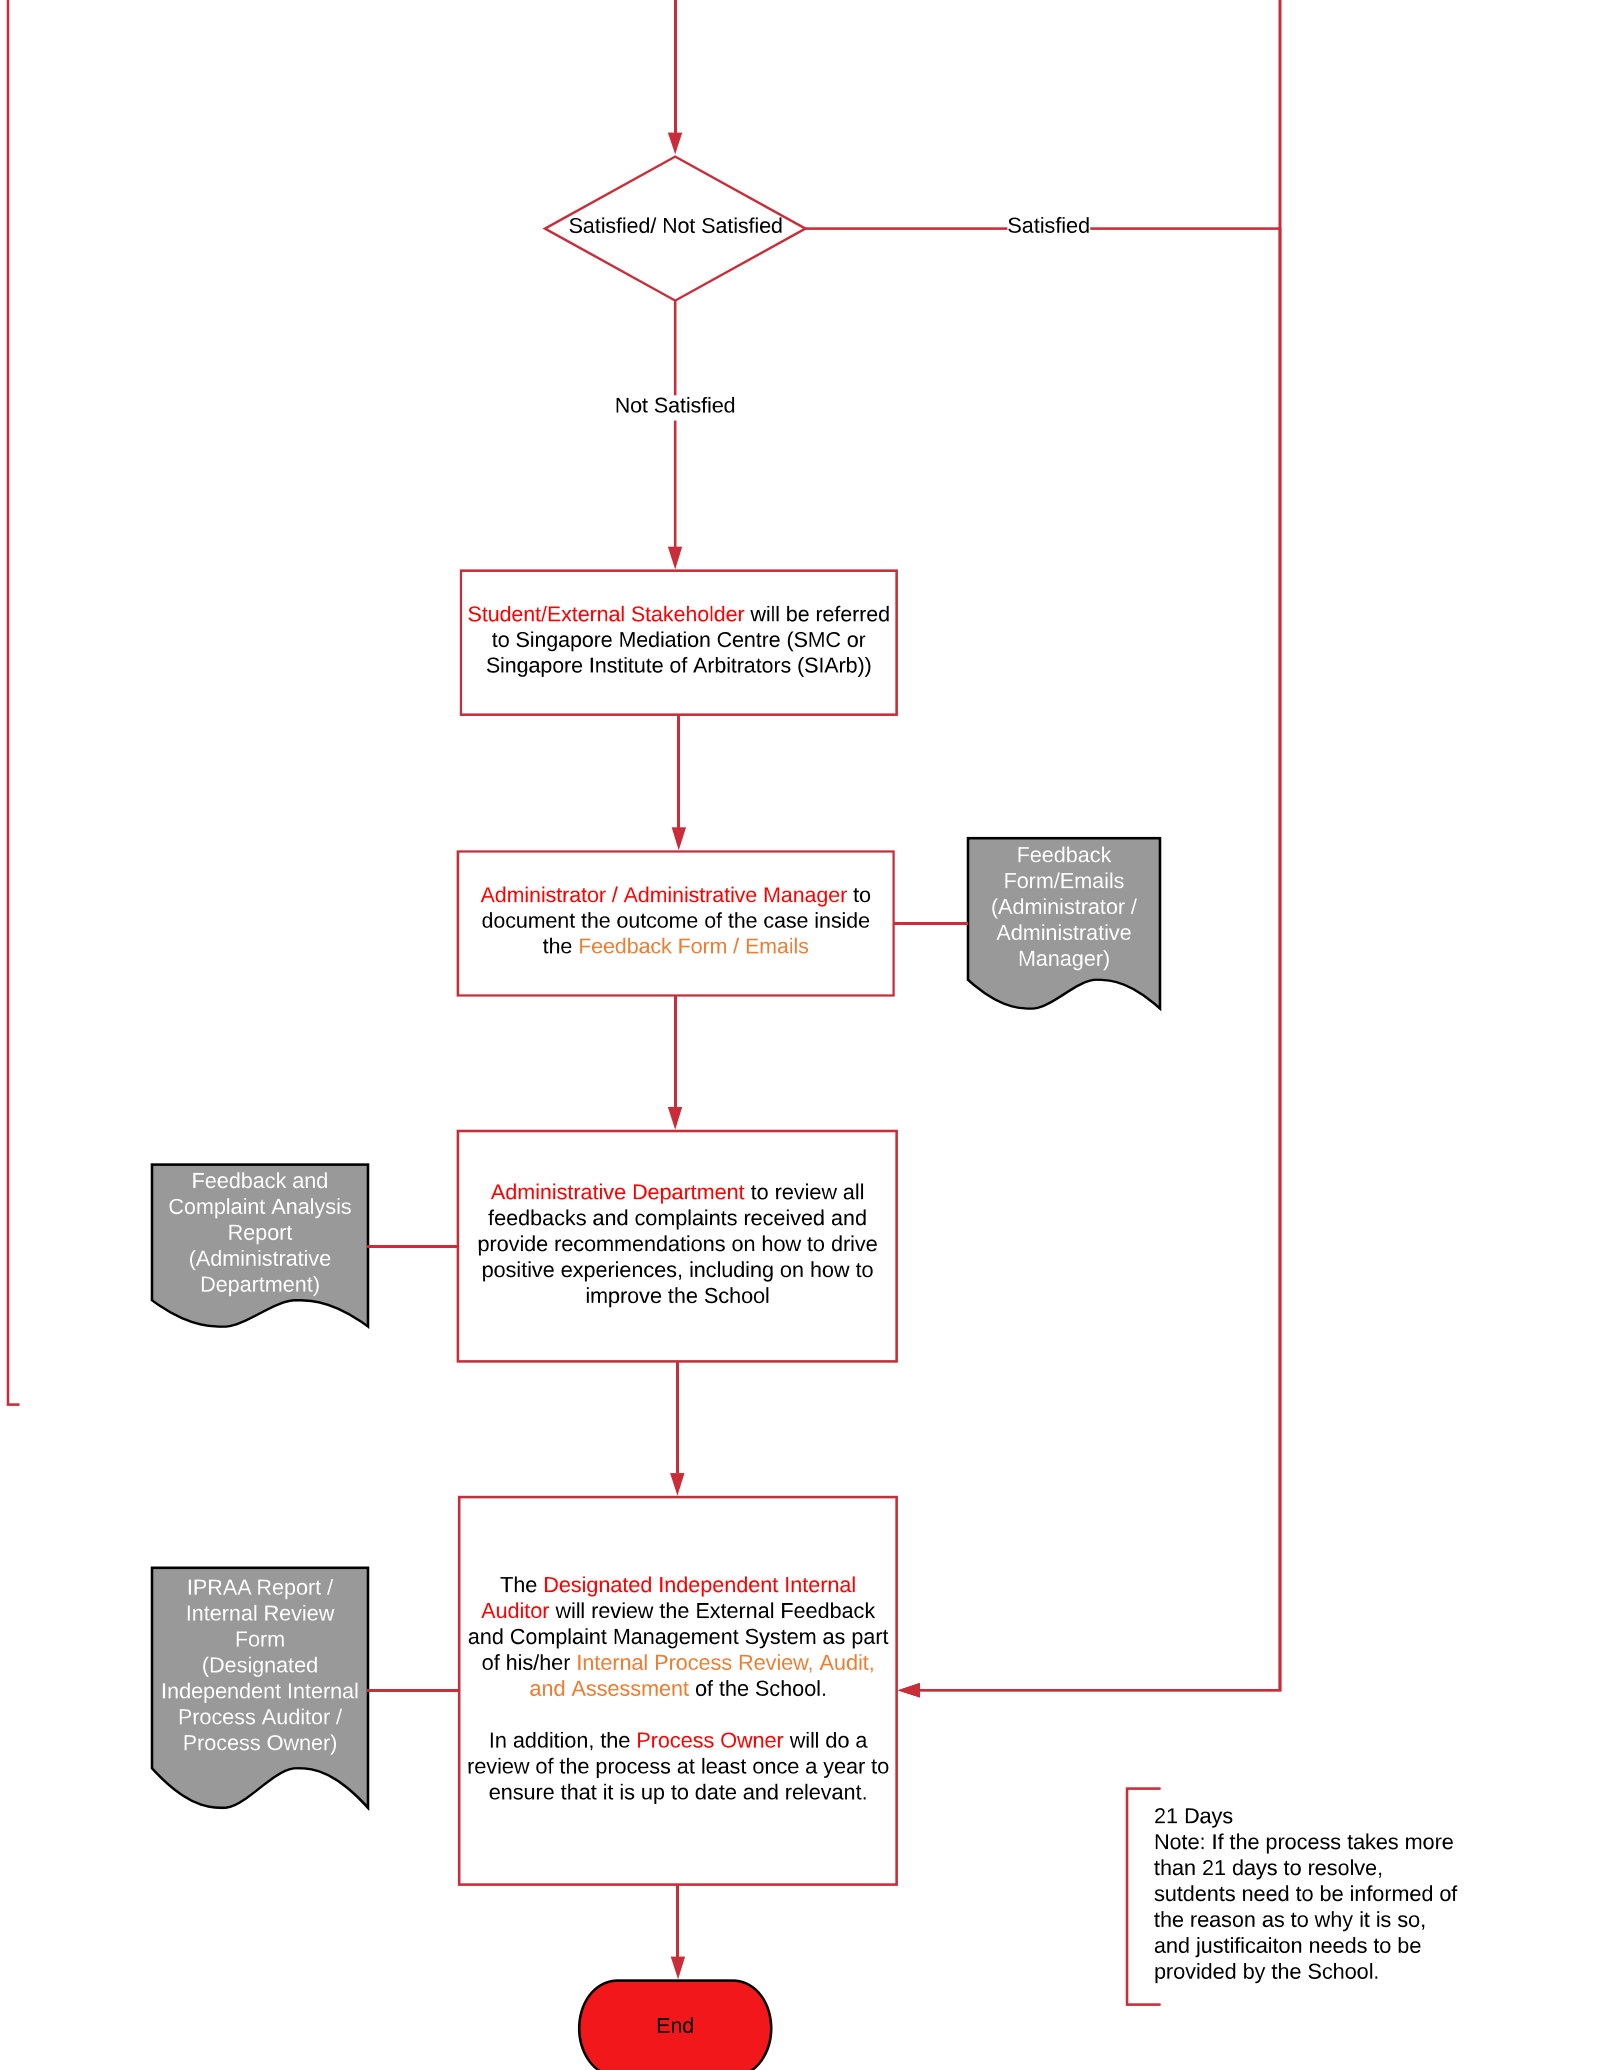 Satisfied/ Not Satisfied
Satisfied
Not Satisfied
Student/External Stakeholder will be referred
to Singapore Mediation Centre (SMC or
Singapore Institute of Arbitrators (SIArb))
Administrator / Administrative Manager to
document the outcome of the case inside
the Feedback Form / Emails
Feedback
Form/Emails
(Administrator /
Administrative
Manager)
Feedback and
Complaint Analysis
Report
(Administrative
Department)
Administrative Department to review all
feedbacks and complaints received and
provide recommendations on how to drive
positive experiences, including on how to
improve the School
IPRAA Report /
Internal Review
Form
(Designated
Independent Internal
Process Auditor /
Process Owner)
The Designated Independent Internal
Auditor will review the External Feedback
and Complaint Management System as part
of his/her Internal Process Review, Audit,
and Assessment of the School.
In addition, the Process Owner will do a
review of the process at least once a year to
ensure that it is up to date and relevant.
21 Days
Note: If the process takes more
than 21 days to resolve,
sutdents need to be informed of
the reason as to why it is so,
and justificaiton needs to be
provided by the School.
End